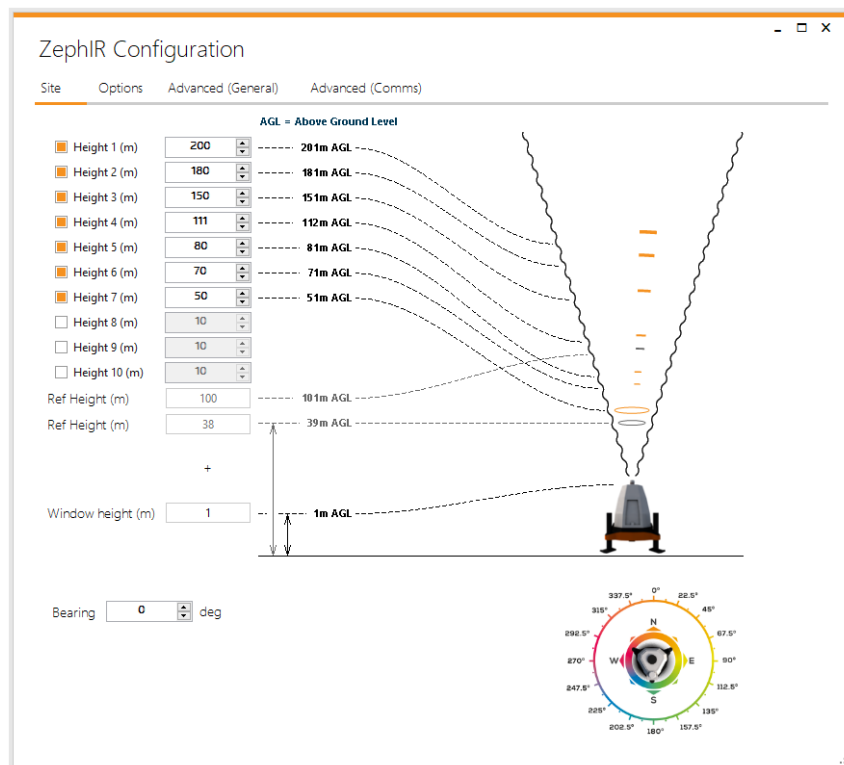 ZephIR Configuration
Site Options Advanced (General) Advanced (Comms)
AGL = Above Ground Level
Height 1 (m) 200 201m AGL
Height 2 (m) 180 181m AGL
Height 3 (m) 150 151m AGL
Height 4 (m) 111 112m AGL
Height 5 (m) 80 81m AGL
Height 6 (m) 70 71m AGL
Height 7 (m) 50 51m AGL
Height 8 (m) 10
Height 9 (m) 10
Height 10 (m) 10
Ref Height (m) 100 101m AGL
Ref Height (m) 38 39m AGL
+
Window height (m) 1 1m AGL
Bearing 0 deg
0°
337.5° 22.5°
315° 45°
N
292.5° 67.5°
270° W E 90°
247.5° 112.5°
S
225° 135°
202.5° 157.5°
180°